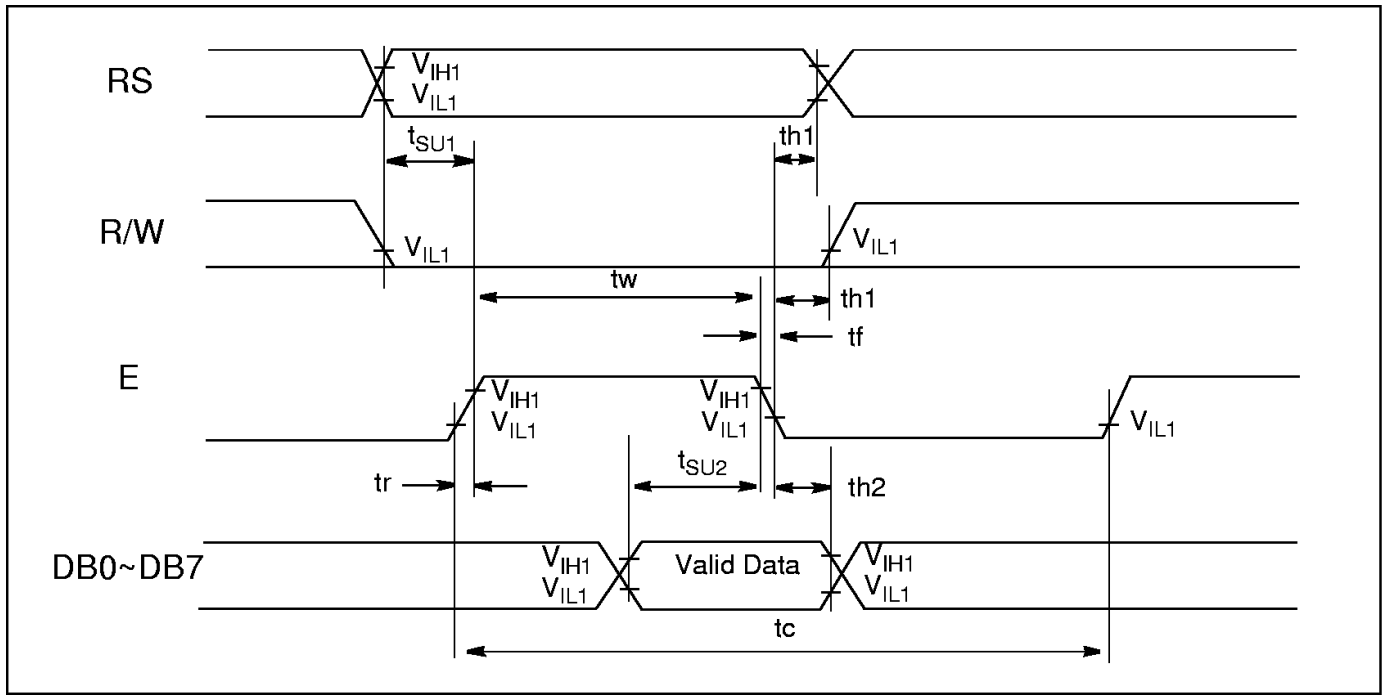 RS
VIH1
VIL1
tSU1
th1
R/W
VIL1
VIL1
tw
th1
tf
E
VIH1
VIL1
VIH1
VIL1
VIL1
tSU2
tr
th2
DB0~DB7
VIH1
VIL1
Valid Data
VIH1
VIL1
tc